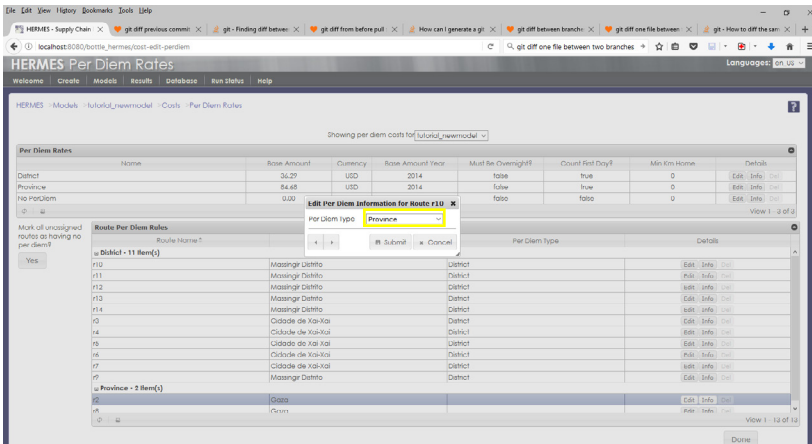 File Edit View History Bookmarks Tools Help
HERMES - Supply Chain × git diff previous commit × git - Finding diff between × git diff from before pull × How can I generate a git × git diff between branche × git diff one file between × git - How to diff the sam × +
localhost:8080/bottle_hermes/cost-edit-perdiem git diff one file between two branches
HERMES Per Diem Rates Languages: en_US
Welcome Create Models Results Database Run Status Help
HERMES >Models >tutorial_newmodel >Costs >Per Diem Rates ?
Showing per diem costs for tutorial_newmodel
Per Diem Rates
Name Base Amount Currency Base Amount Year Must Be Overnight? Count First Day? Min Km Home Details
District 36.29 USD 2014 false true 0 Edit Info Del
Province 84.68 USD 2014 false true 0 Edit Info Del
No PerDiem 0.00 false false 0 Edit Info Del
View 1 - 3 of 3
Edit Per Diem Information for Route r10 ×
Per Diem Type Province
Submit × Cancel
Mark all unassigned routes as having no per diem?
Yes
Route Per Diem Rules
Route Name Per Diem Type Details
District - 11 Item(s)
r10 Massingir Distrito District Edit Info Del
r11 Massingir Distrito District Edit Info Del
r12 Massingir Distrito District Edit Info Del
r13 Massingir Distrito District Edit Info Del
r14 Massingir Distrito District Edit Info Del
r3 Cidade de Xai-Xai District Edit Info Del
r4 Cidade de Xai-Xai District Edit Info Del
r5 Cidade de Xai-Xai District Edit Info Del
r6 Cidade de Xai-Xai District Edit Info Del
r7 Cidade de Xai-Xai District Edit Info Del
r9 Massingir Distrito District Edit Info Del
Province - 2 Item(s)
r2 Gaza Edit Info Del
r8 Gaza Edit Info Del
View 1 - 13 of 13
Done